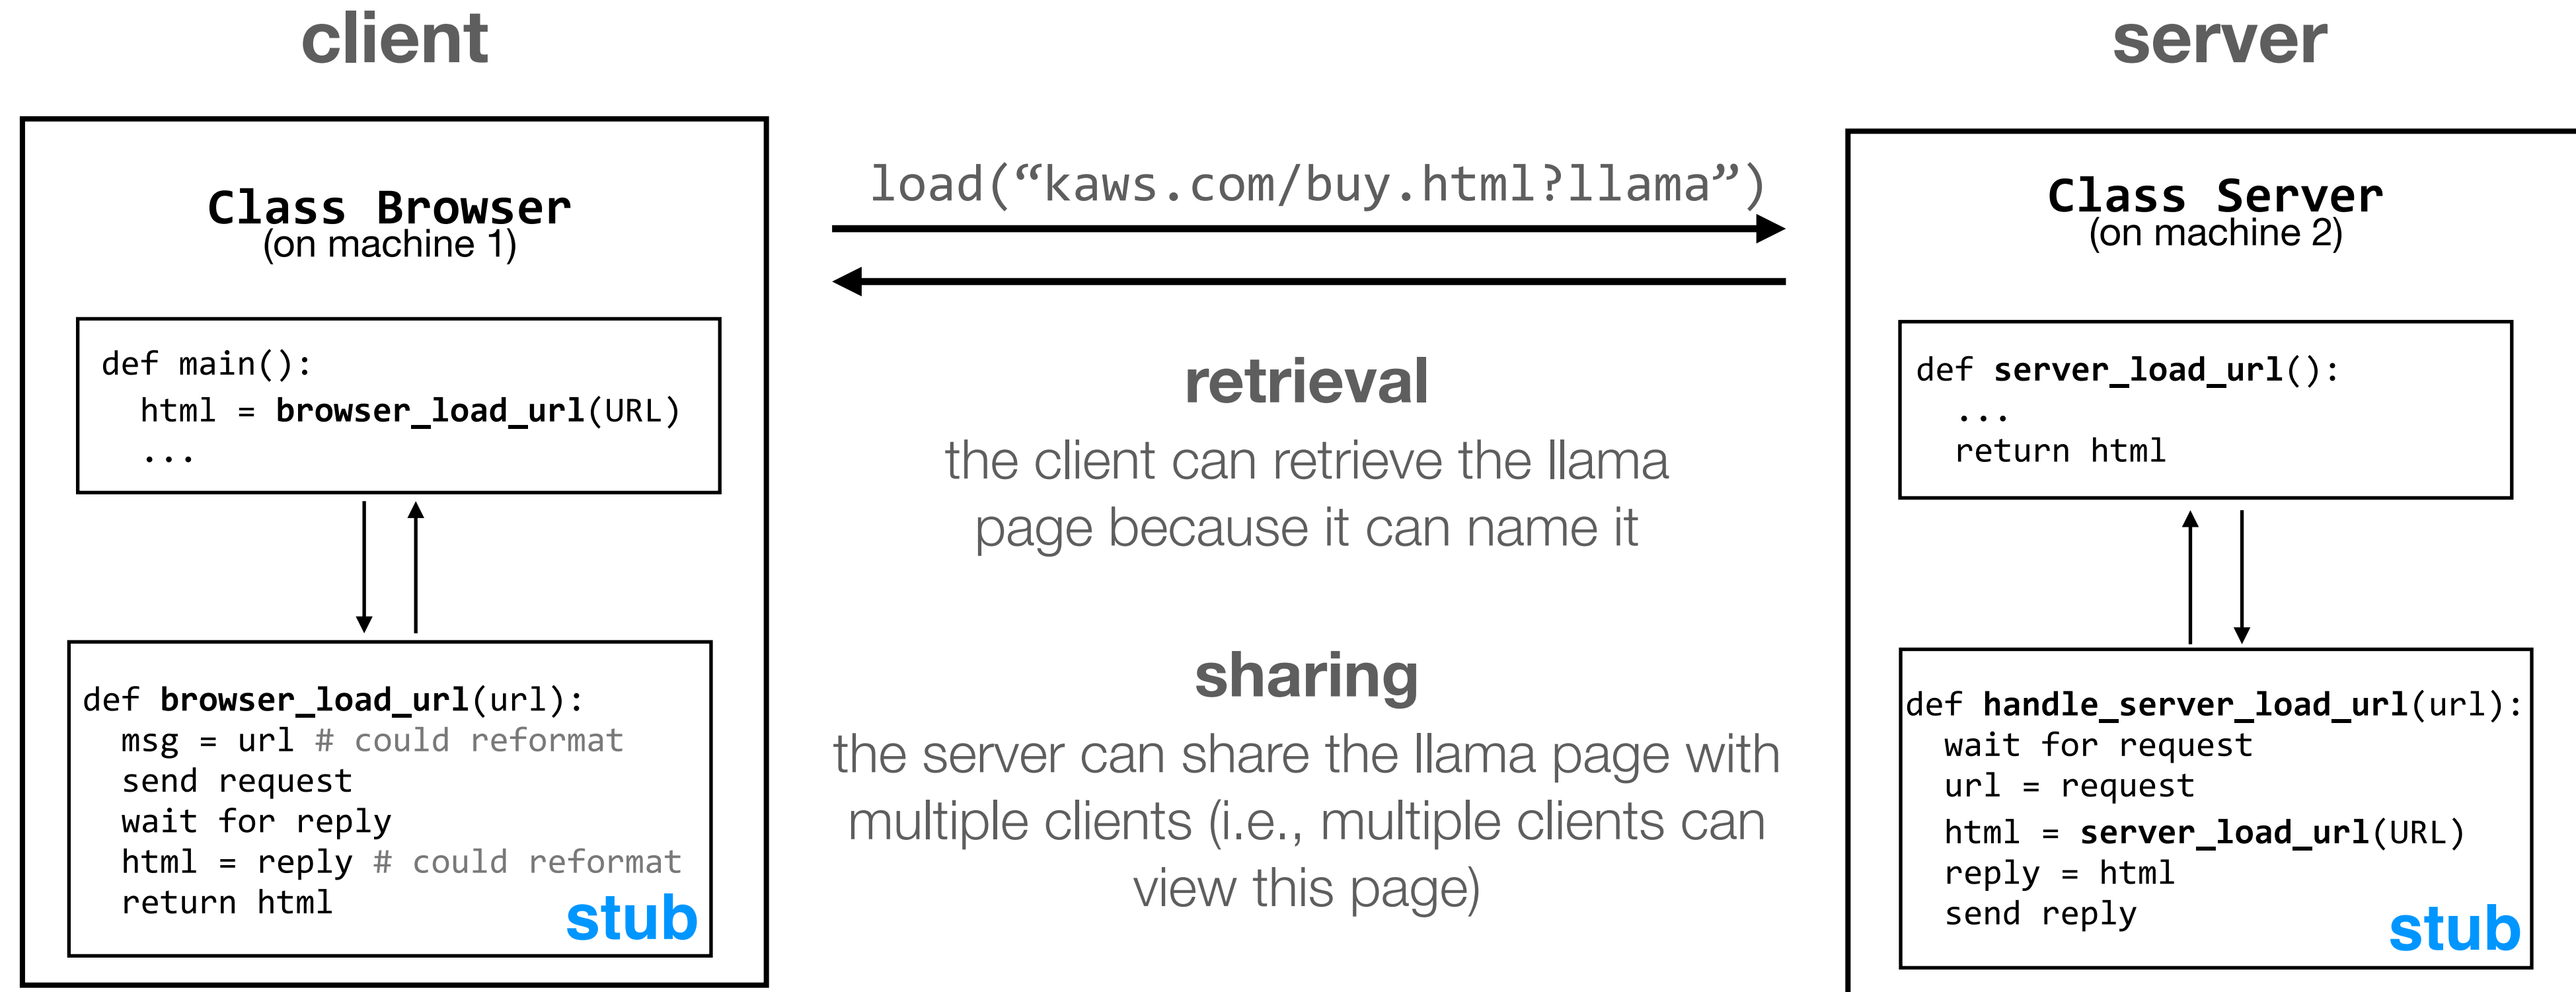 client
Class Browser
(on machine 1)
def main():
  html = browser_load_url(URL)
  ...
def browser_load_url(url):
  msg = url # could reformat
  send request
  wait for reply
  html = reply # could reformat
  return html
stub
load(“kaws.com/buy.html?llama”)
retrieval
the client can retrieve the llama
page because it can name it
sharing
the server can share the llama page with
multiple clients (i.e., multiple clients can
view this page)
server
Class Server
(on machine 2)
def server_load_url():
  ...
  return html
def handle_server_load_url(url):
  wait for request
  url = request
  html = server_load_url(URL)
  reply = html
  send reply
stub